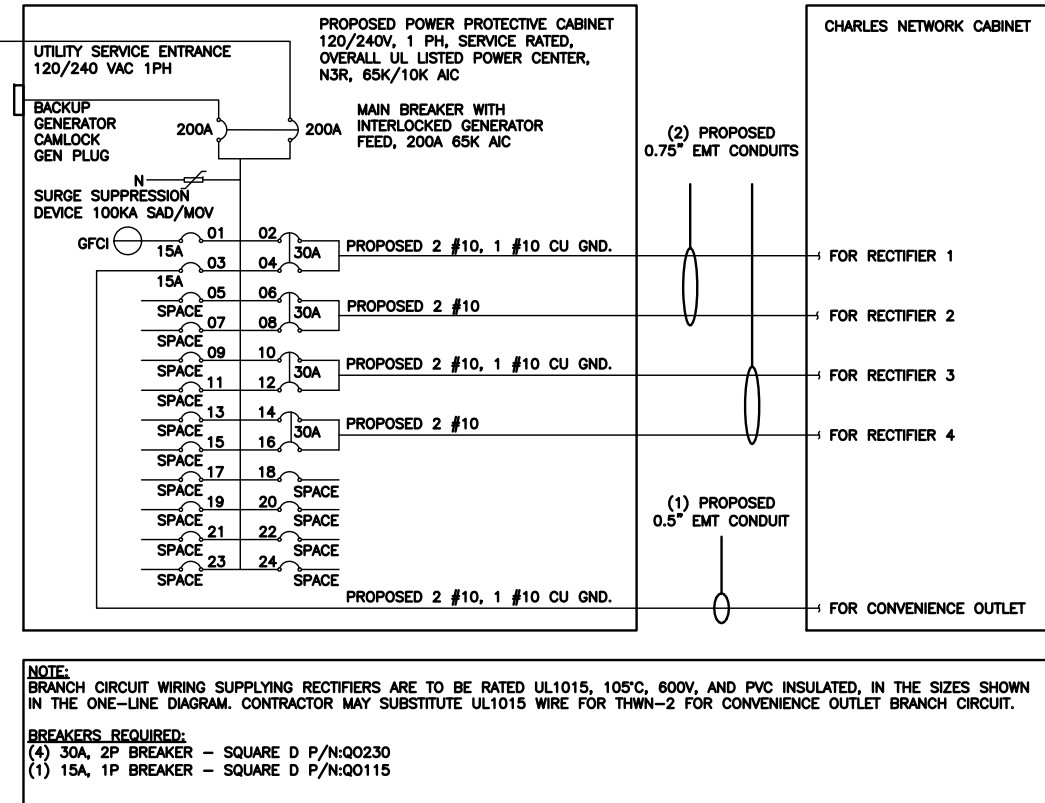 PROPOSED POWER PROTECTIVE CABINET
120/240V, 1 PH, SERVICE RATED,
OVERALL UL LISTED POWER CENTER,
N3R, 65K/10K AIC
CHARLES NETWORK CABINET
UTILITY SERVICE ENTRANCE
120/240 VAC 1PH
BACKUP
GENERATOR
CAMLOCK
GEN PLUG
200A
200A
MAIN BREAKER WITH
INTERLOCKED GENERATOR
FEED, 200A 65K AIC
(2) PROPOSED
0.75" EMT CONDUITS
N
SURGE SUPPRESSION
DEVICE 100KA SAD/MOV
GFCI
15A
01
02
30A
PROPOSED 2 #10, 1 #10 CU GND.
FOR RECTIFIER 1
15A
03
04
SPACE
05
06
30A
PROPOSED 2 #10
FOR RECTIFIER 2
SPACE
07
08
SPACE
09
10
30A
PROPOSED 2 #10, 1 #10 CU GND.
FOR RECTIFIER 3
SPACE
11
12
SPACE
13
14
30A
PROPOSED 2 #10
FOR RECTIFIER 4
SPACE
15
16
SPACE
17
18
SPACE
SPACE
19
20
SPACE
SPACE
21
22
SPACE
SPACE
23
24
SPACE
(1) PROPOSED
0.5" EMT CONDUIT
PROPOSED 2 #10, 1 #10 CU GND.
FOR CONVENIENCE OUTLET
NOTE:
BRANCH CIRCUIT WIRING SUPPLYING RECTIFIERS ARE TO BE RATED UL1015, 105°C, 600V, AND PVC INSULATED, IN THE SIZES SHOWN
IN THE ONE-LINE DIAGRAM. CONTRACTOR MAY SUBSTITUTE UL1015 WIRE FOR THWN-2 FOR CONVENIENCE OUTLET BRANCH CIRCUIT.
BREAKERS REQUIRED:
(4) 30A, 2P BREAKER - SQUARE D P/N:QO230
(1) 15A, 1P BREAKER - SQUARE D P/N:QO115